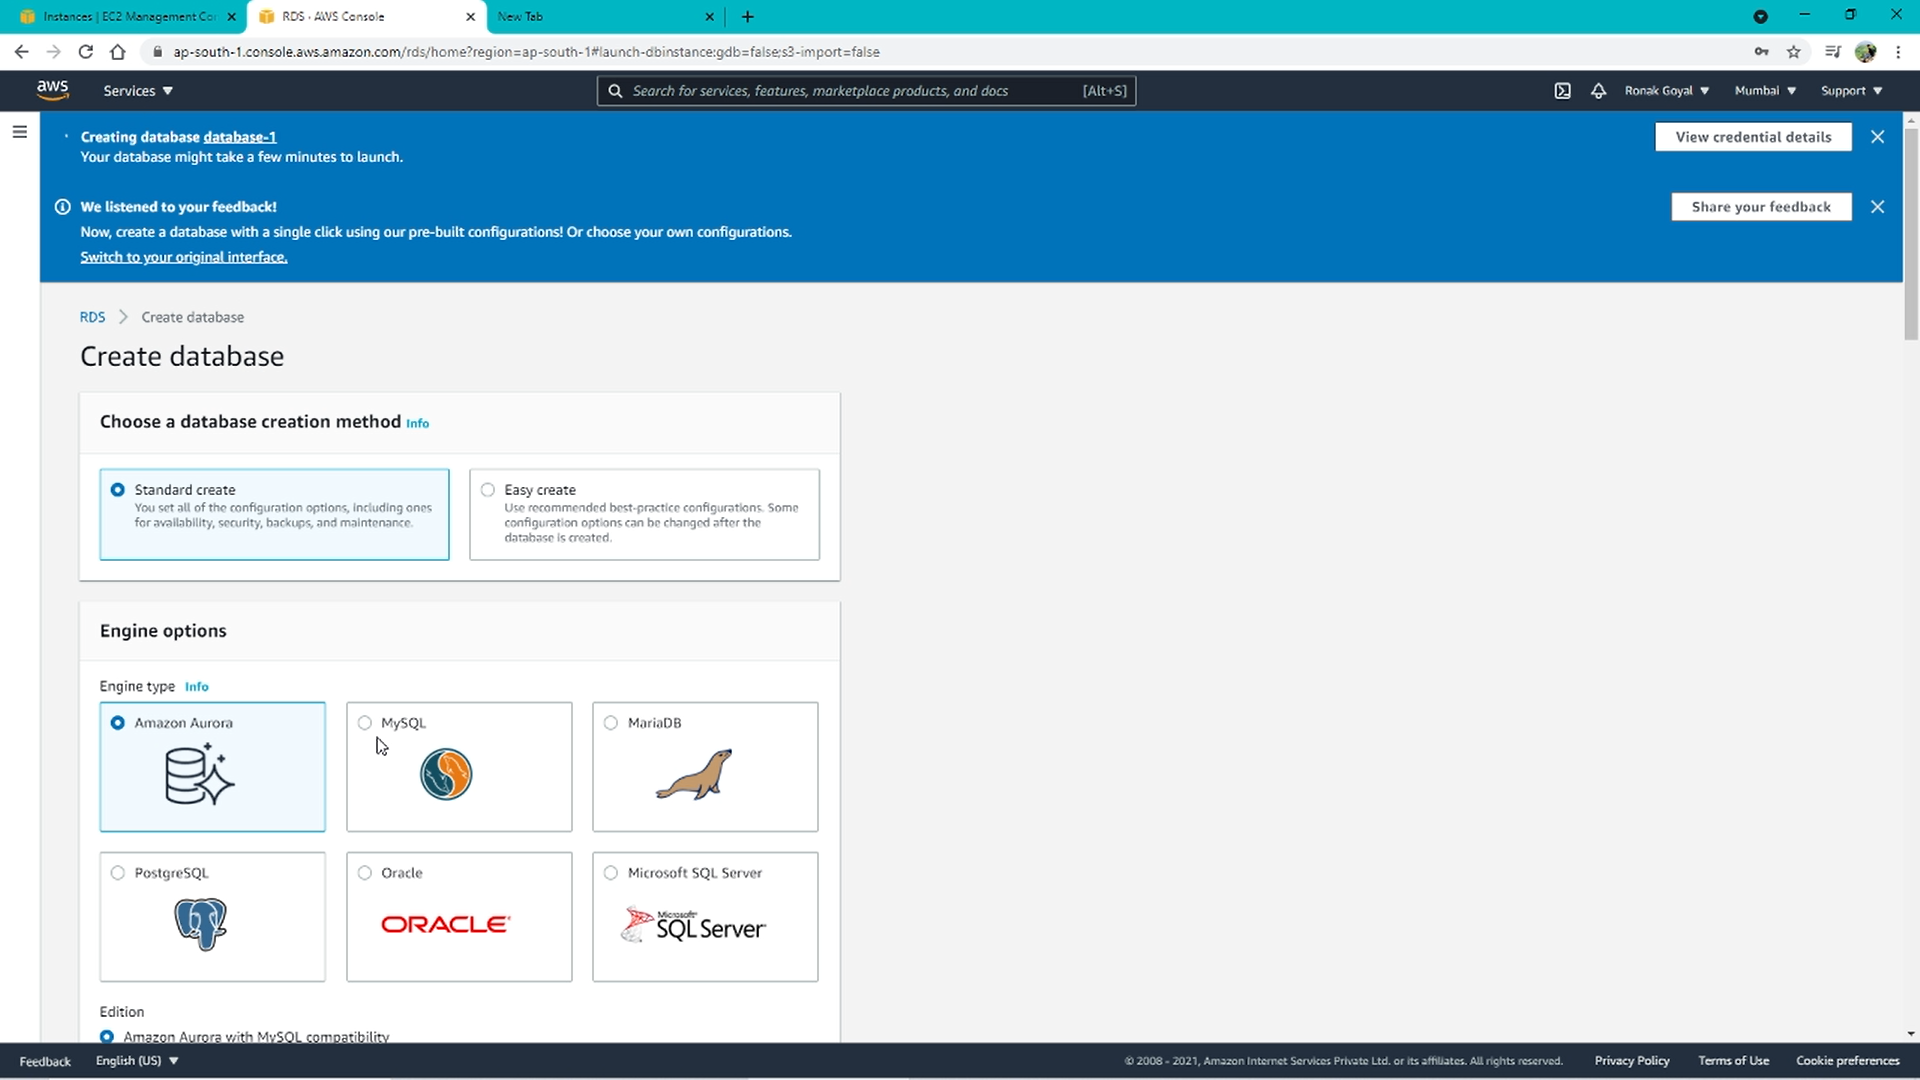 Instances | EC2 Management Co
RDS · AWS Console
New Tab
ap-south-1.console.aws.amazon.com/rds/home?region=ap-south-1#launch-dbinstance:gdb=false;s3-import=false
aws
Services
Search for services, features, marketplace products, and docs
[Alt+S]
Ronak Goyal
Mumbai
Support
Creating database database-1
Your database might take a few minutes to launch.
View credential details
We listened to your feedback!
Now, create a database with a single click using our pre-built configurations! Or choose your own configurations.
Switch to your original interface.
Share your feedback
RDS
Create database
Create database
Choose a database creation method Info
Standard create
You set all of the configuration options, including ones
for availability, security, backups, and maintenance.
Easy create
Use recommended best-practice configurations. Some
configuration options can be changed after the
database is created.
Engine options
Engine type Info
Amazon Aurora
MySQL
MariaDB
PostgreSQL
Oracle
ORACLE
Microsoft SQL Server
Microsoft
SQL Server
Edition
Amazon Aurora with MySQL compatibility
Feedback
English (US)
© 2008 - 2021, Amazon Internet Services Private Ltd. or its affiliates. All rights reserved.
Privacy Policy
Terms of Use
Cookie preferences